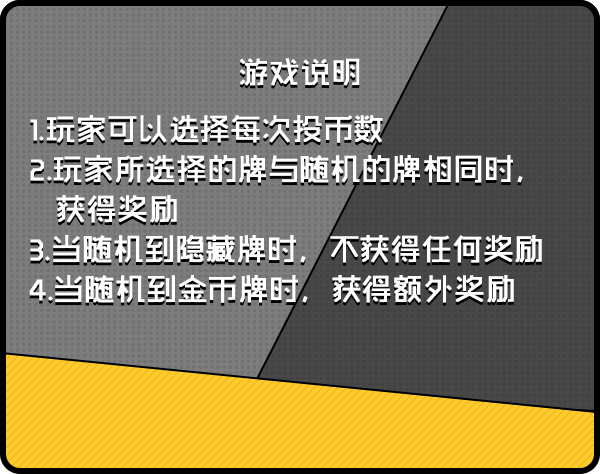 游戏说明
1.玩家可以选择每次投币数
2.玩家所选择的牌与随机的牌相同时,
获得奖励
3.当随机到隐藏牌时,不获得任何奖励
4.当随机到金币牌时,获得额外奖励